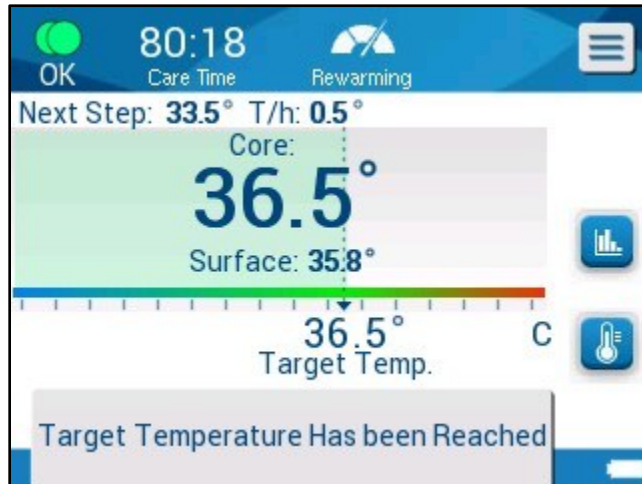 80:18
OK Care Time Rewarming
Next Step: 33.5° T/h: 0.5°
Core:
36.5°
Surface: 35.8°
36.5° C
Target Temp.
Target Temperature Has been Reached